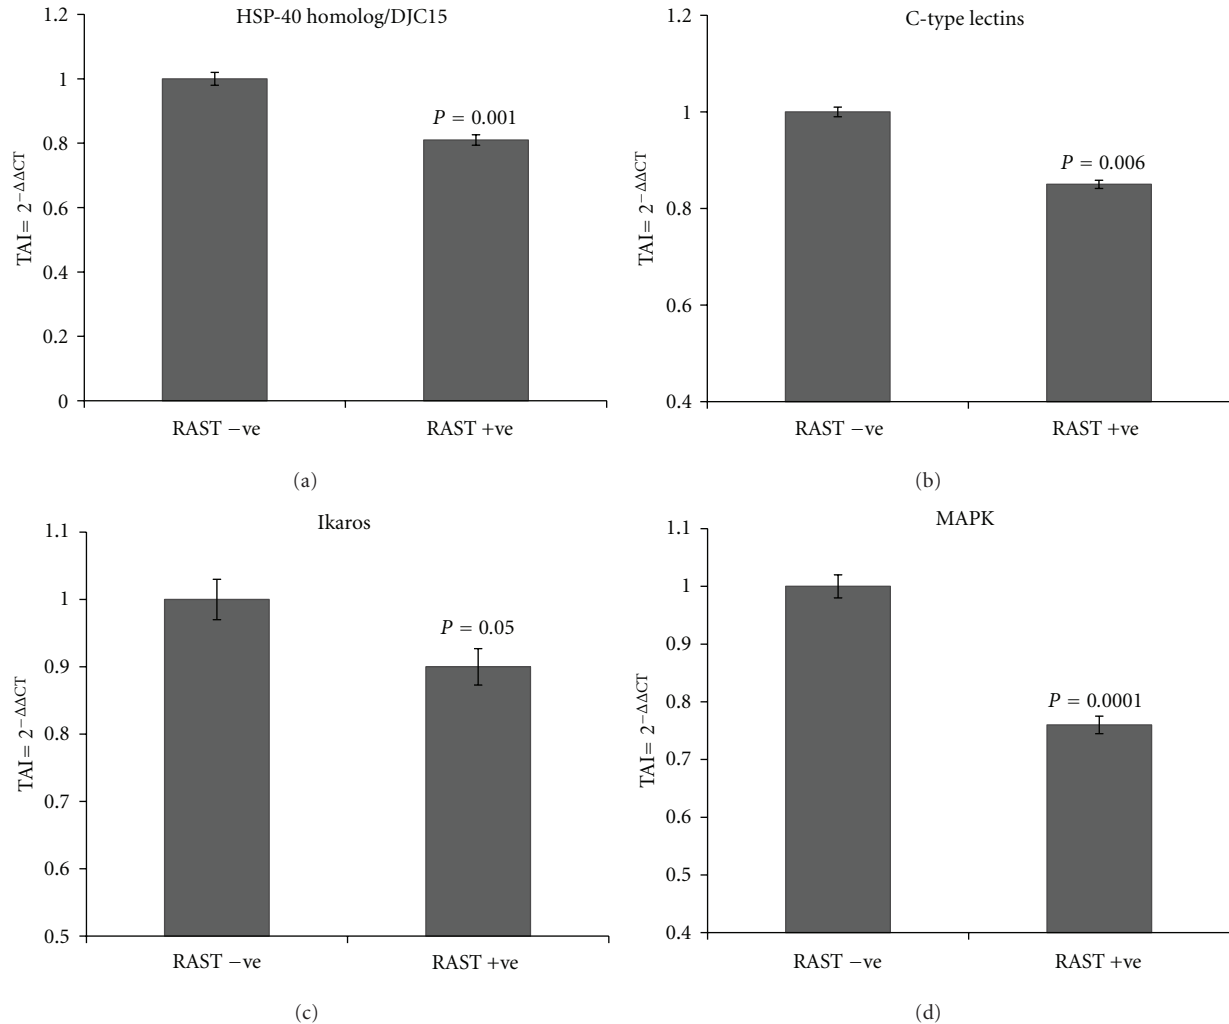 HSP-40 homolog/DJC15
1.2
1
0.8
0.6
0.4
0.2
0
TAI= 2^−ΔΔCT
P = 0.001
RAST −ve
RAST +ve
(a)
C-type lectins
1.2
1
0.8
0.6
0.4
TAI= 2^−ΔΔCT
P = 0.006
RAST −ve
RAST +ve
(b)
Ikaros
1.1
1
0.9
0.8
0.7
0.6
0.5
TAI= 2^−ΔΔCT
P = 0.05
RAST −ve
RAST +ve
(c)
MAPK
1.1
1
0.9
0.8
0.7
0.6
0.5
0.4
TAI= 2^−ΔΔCT
P = 0.0001
RAST −ve
RAST +ve
(d)